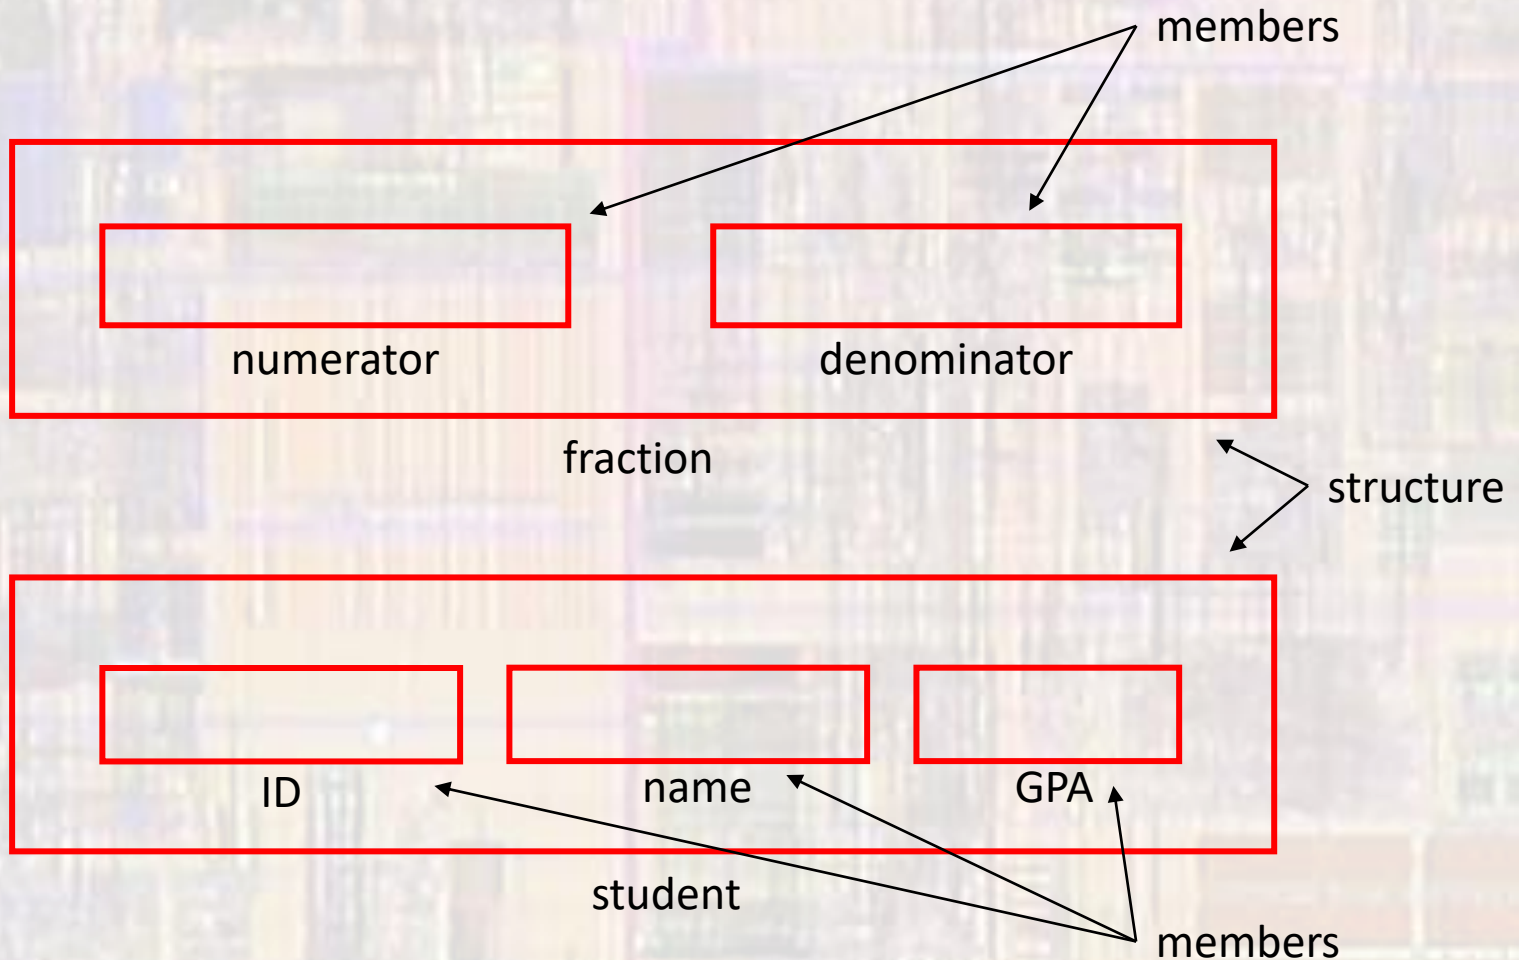 members
numerator
denominator
fraction
structure
ID
name
GPA
student
members